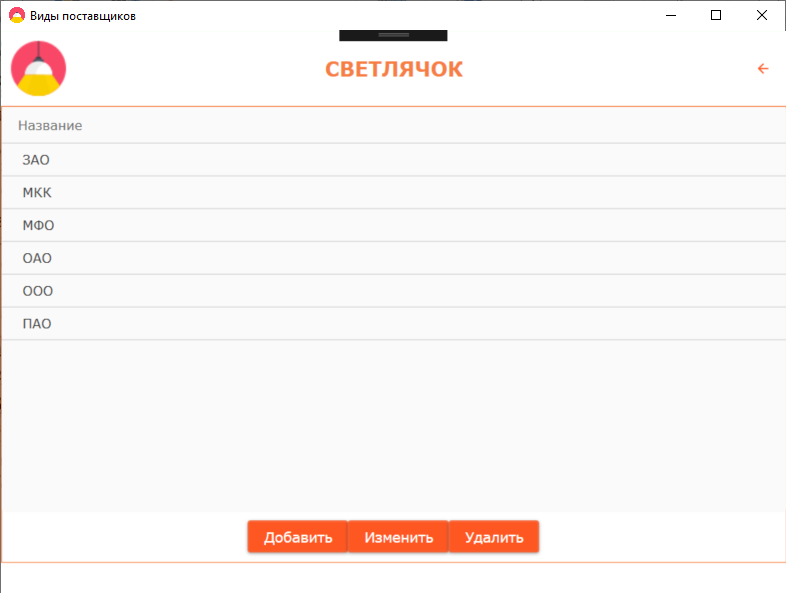 Виды поставщиков
СВЕТЛЯЧОК
Название
ЗАО
МКК
МФО
ОАО
ООО
ПАО
Добавить Изменить Удалить